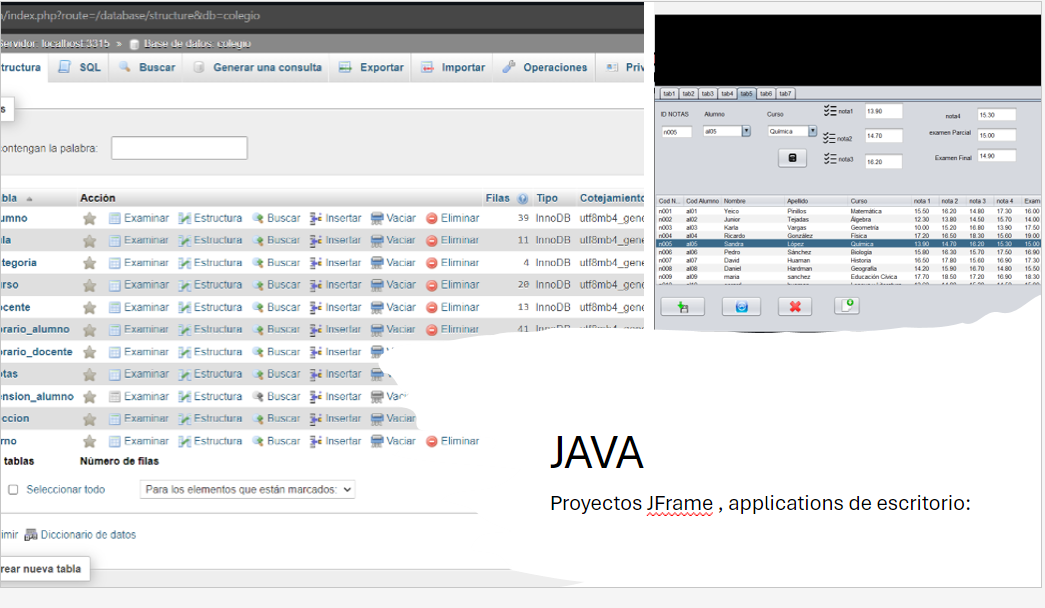 /index.php?route=/database/structure&db=colegio
Servidor: localhost:3315 » Base de datos: colegio
tructura SQL Buscar Generar una consulta Exportar Importar Operaciones Priv
s
ontengan la palabra:
bla Acción Filas Tipo Cotejamiento
umno Examinar Estructura Buscar Insertar Vaciar Eliminar 39 InnoDB utf8mb4_gene
la Examinar Estructura Buscar Insertar Vaciar Eliminar 11 InnoDB utf8mb4_gene
tegoria Examinar Estructura Buscar Insertar Vaciar Eliminar 4 InnoDB utf8mb4_gene
rso Examinar Estructura Buscar Insertar Vaciar Eliminar 20 InnoDB utf8mb4_gene
cente Examinar Estructura Buscar Insertar Vaciar Eliminar 13 InnoDB utf8mb4_gene
rario_alumno Examinar Estructura Buscar Insertar Vaciar Eliminar 41 InnoDB utf8mb4_gene
rario_docente Examinar Estructura Buscar Insertar
tas Examinar Estructura Buscar Insertar
ension_alumno Examinar Estructura Buscar Insertar Vac
ccion Examinar Estructura Buscar Insertar Vaciar
rno Examinar Estructura Buscar Insertar Vaciar Eliminar
tablas Número de filas
Seleccionar todo Para los elementos que están marcados:
imir Diccionario de datos
rear nueva tabla
tab1 tab2 tab3 tab4 tab5 tab6 tab7
ID NOTAS Alumno Curso nota1 13.90 nota4 15.30
n005 al05 Química nota2 14.70 examen Parcial 15.00
nota3 16.20 Examen Final 14.90
Cod N... Cod Alumno Nombre Apellido Curso nota 1 nota 2 nota 3 nota 4 Exam
n001 al01 Yeico Pinillos Matemática 15.50 16.20 14.80 17.30 16.00
n002 al02 Junior Tejadas Álgebra 12.30 13.80 14.50 15.70 14.00
n003 al03 Karla Vargas Geometría 10.00 15.20 16.80 13.90 17.50
n004 al04 Ricardo González Física 17.20 16.50 18.30 15.60 19.00
n005 al05 Sandra López Química 13.90 14.70 16.20 15.30 15.00
n006 al06 Pedro Sánchez Biología 15.80 16.30 15.70 17.50 16.90
n007 al07 David Huaman Historia 16.50 17.80 15.60 16.90 17.30
n008 al08 Daniel Hardman Geografía 14.20 15.90 16.70 14.80 15.50
n009 al09 maria sanchez Educación Cívica 17.70 18.50 17.20 16.90 18.30
JAVA
Proyectos JFrame , applications de escritorio: